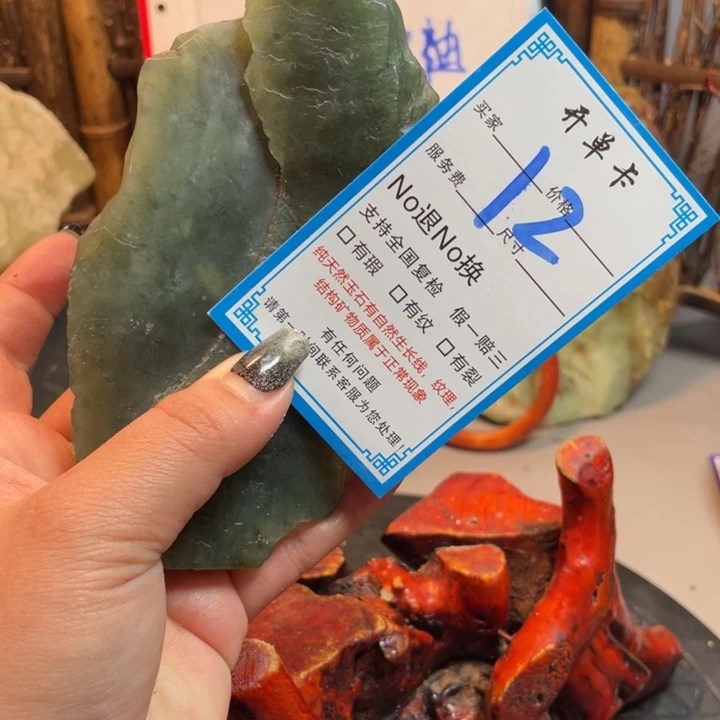 开单卡
买家 价格
服务费 尺寸
12
No退No换
支持全国复检 假一赔三
有瑕 有纹 有裂
纯天然玉石有自然生长线，纹理，
结构矿物质属于正常现象
有任何问题
请第一时间联系客服为您处理！